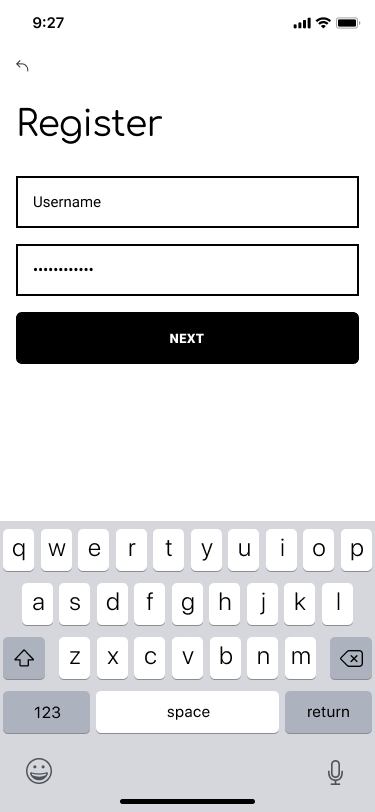 9:27
Register
Username
••••••••••••
NEXT
q w e r t y u i o p
a s d f g h j k l
z x c v b n m
123 space return